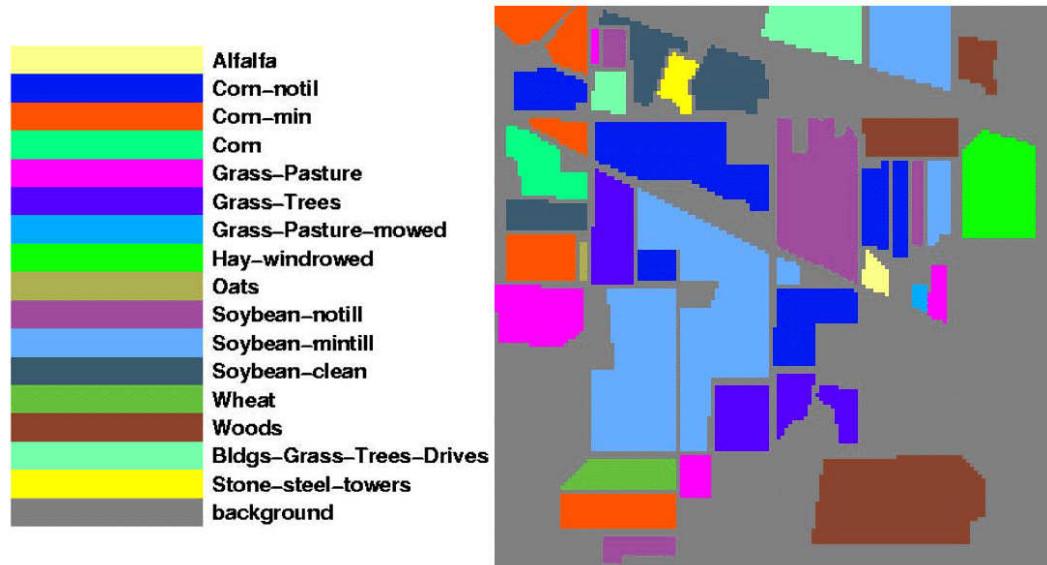 Alfalfa
Corn-notil
Corn-min
Corn
Grass-Pasture
Grass-Trees
Grass-Pasture-mowed
Hay-windrowed
Oats
Soybean-notill
Soybean-mintill
Soybean-clean
Wheat
Woods
Bldgs-Grass-Trees-Drives
Stone-steel-towers
background